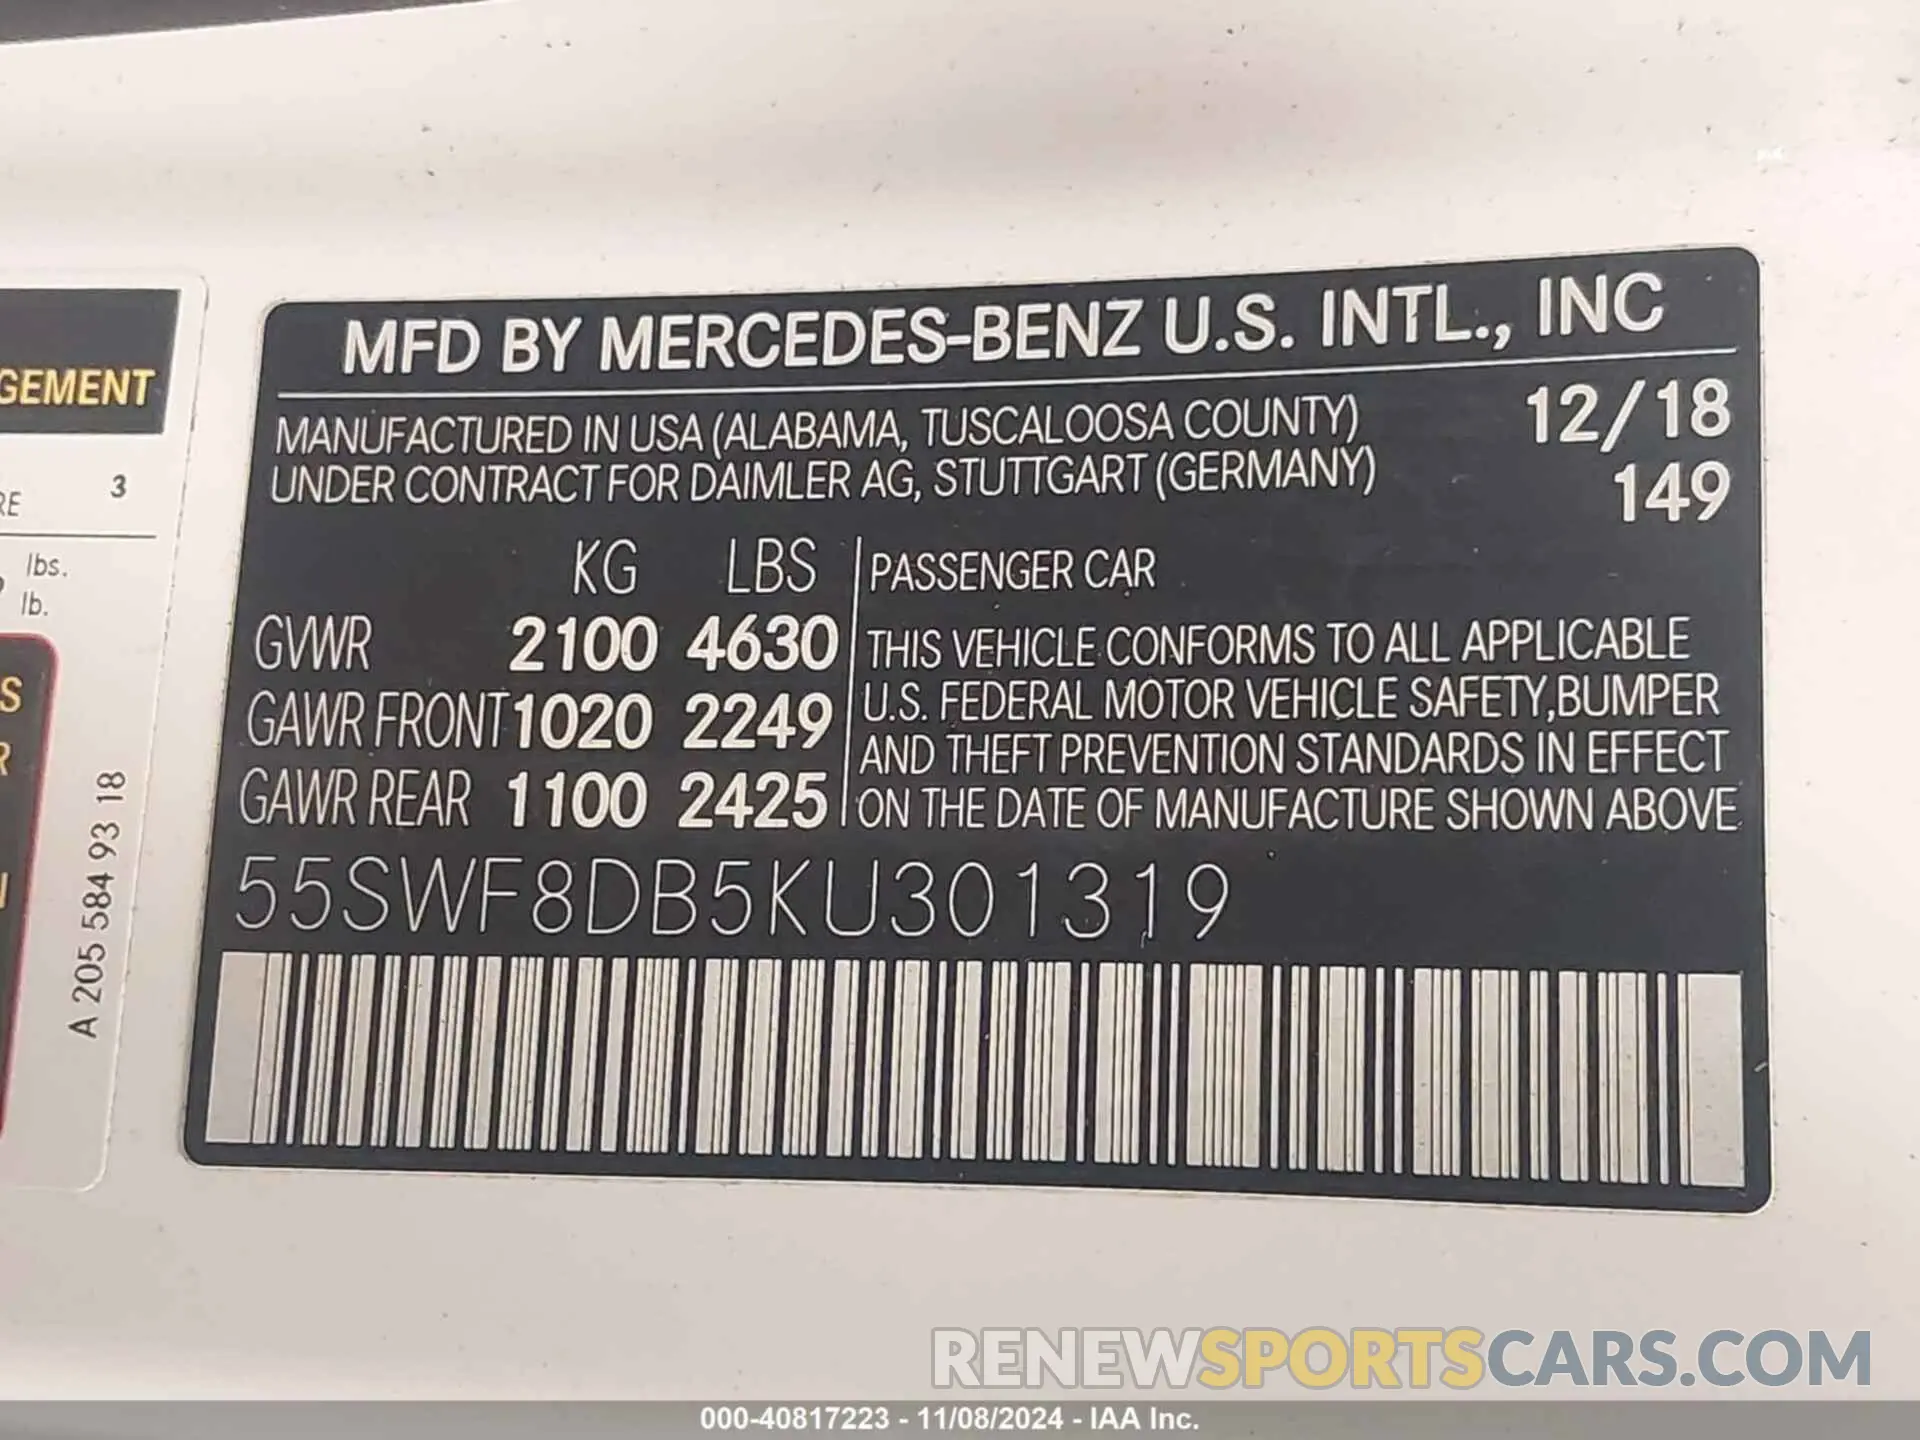 GEMENT
RE 3
lbs.
lb.
S
R
N
A 205 584 93 18
MFD BY MERCEDES-BENZ U.S. INTL., INC
MANUFACTURED IN USA (ALABAMA, TUSCALOOSA COUNTY) 12/18
UNDER CONTRACT FOR DAIMLER AG, STUTTGART (GERMANY) 149
KG LBS PASSENGER CAR
GVWR 2100 4630 THIS VEHICLE CONFORMS TO ALL APPLICABLE
GAWR FRONT 1020 2249 U.S. FEDERAL MOTOR VEHICLE SAFETY, BUMPER
AND THEFT PREVENTION STANDARDS IN EFFECT
GAWR REAR 1100 2425 ON THE DATE OF MANUFACTURE SHOWN ABOVE
55SWF8DB5KU301319
RENEWSPORTSCARS.COM
000-40817223 - 11/08/2024 - IAA Inc.